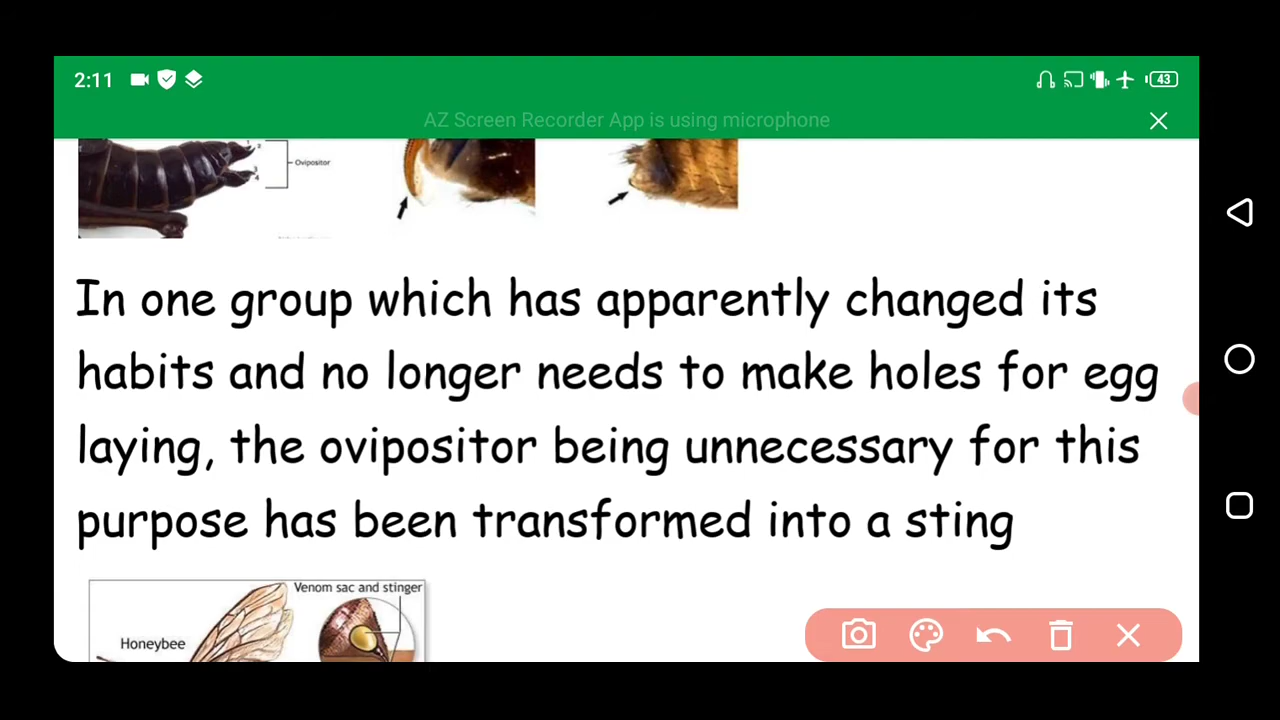 2:11
43
AZ Screen Recorder App is using microphone
Ovipositor
In one group which has apparently changed its
habits and no longer needs to make holes for egg
laying, the ovipositor being unnecessary for this
purpose has been transformed into a sting
Venom sac and stinger
Honeybee